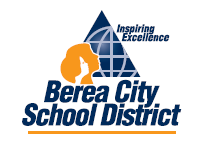 Inspiring
Excellence
Berea City
School District